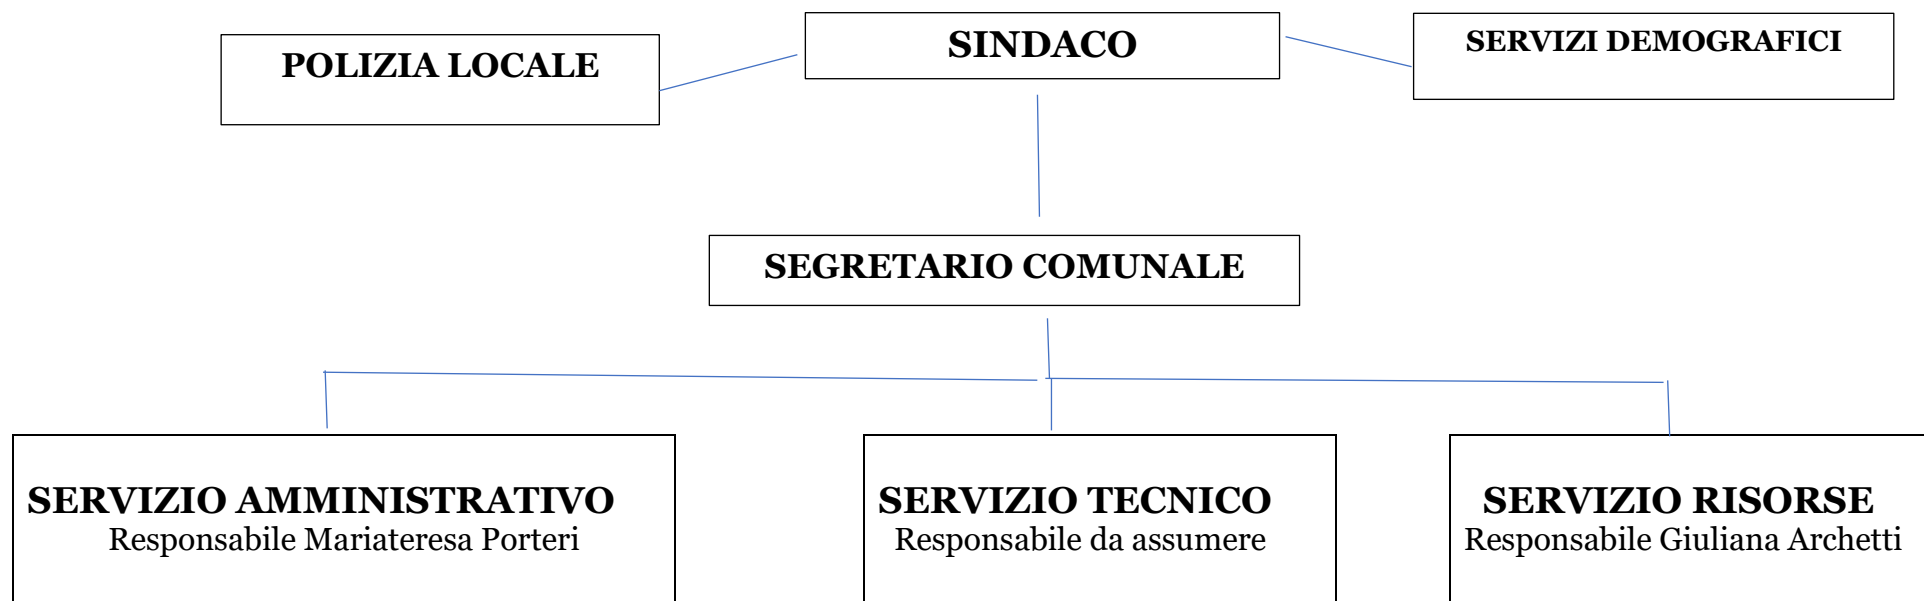 POLIZIA LOCALE
SINDACO
SERVIZI DEMOGRAFICI
SEGRETARIO COMUNALE
SERVIZIO AMMINISTRATIVO
Responsabile Mariateresa Porteri
SERVIZIO TECNICO
Responsabile da assumere
SERVIZIO RISORSE
Responsabile Giuliana Archetti